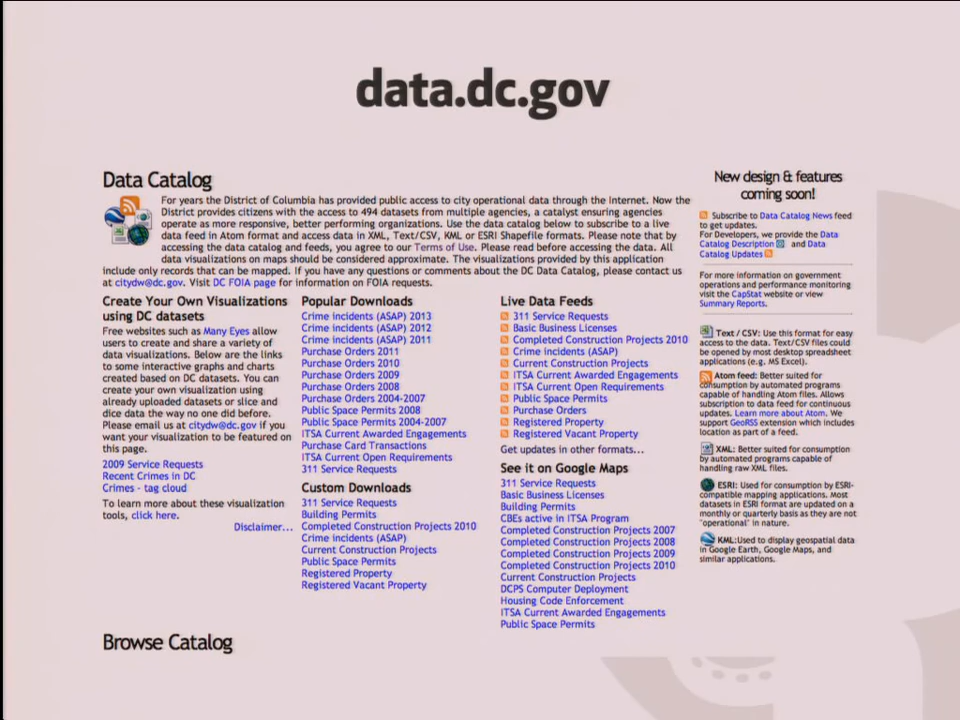 data.dc.gov
Data Catalog
For years the District of Columbia has provided public access to city operational data through the Internet. Now the
District provides citizens with the access to 494 datasets from multiple agencies, a catalyst ensuring agencies
operate as more responsive, better performing organizations. Use the data catalog below to subscribe to a live
data feed in Atom format and access data in XML, Text/CSV, KML or ESRI Shapefile formats. Please note that by
accessing the data catalog and feeds, you agree to our Terms of Use. Please read before accessing the data. All
data visualizations on maps should be considered approximate. The visualizations provided by this application
include only records that can be mapped. If you have any questions or comments about the DC Data Catalog, please contact us
at citydw@dc.gov. Visit DC FOIA page for information on FOIA requests.
Create Your Own Visualizations
using DC datasets
Free websites such as Many Eyes allow
users to create and share a variety of
data visualizations. Below are the links
to some interactive graphs and charts
created based on DC datasets. You can
create your own visualization using
already uploaded datasets or slice and
dice data the way no one did before.
Please email us at citydw@dc.gov if you
want your visualization to be featured on
this page.
2009 Service Requests
Recent Crimes in DC
Crimes - tag cloud
To learn more about these visualization
tools, click here.
Disclaimer...
Popular Downloads
Crime incidents (ASAP) 2013
Crime incidents (ASAP) 2012
Crime incidents (ASAP) 2011
Purchase Orders 2011
Purchase Orders 2010
Purchase Orders 2009
Purchase Orders 2008
Purchase Orders 2004-2007
Public Space Permits 2008
Public Space Permits 2004-2007
ITSA Current Awarded Engagements
Purchase Card Transactions
ITSA Current Open Requirements
311 Service Requests
Custom Downloads
311 Service Requests
Building Permits
Completed Construction Projects 2010
Crime incidents (ASAP)
Current Construction Projects
Public Space Permits
Registered Property
Registered Vacant Property
Live Data Feeds
311 Service Requests
Basic Business Licenses
Completed Construction Projects 2010
Crime incidents (ASAP)
Current Construction Projects
ITSA Current Awarded Engagements
ITSA Current Open Requirements
Public Space Permits
Purchase Orders
Registered Property
Registered Vacant Property
Get updates in other formats...
See it on Google Maps
311 Service Requests
Basic Business Licenses
Building Permits
CBEs active in ITSA Program
Completed Construction Projects 2007
Completed Construction Projects 2008
Completed Construction Projects 2009
Completed Construction Projects 2010
Current Construction Projects
DCPS Computer Deployment
Housing Code Enforcement
ITSA Current Awarded Engagements
Public Space Permits
New design & features
coming soon!
Subscribe to Data Catalog News feed
to get updates.
For Developers, we provide the Data
Catalog Description and Data
Catalog Updates
For more information on government
operations and performance monitoring
visit the CapStat website or view
Summary Reports.
Text / CSV: Use this format for easy
access to the data. Text/CSV files could
be opened by most desktop spreadsheet
applications (e.g. MS Excel).
Atom feed: Better suited for
consumption by automated programs
capable of handling Atom files. Allows
subscription to data feed for continuous
updates. Learn more about Atom. We
support GeoRSS extension which includes
location as part of a feed.
XML: Better suited for consumption
by automated programs capable of
handling raw XML files.
ESRI: Used for consumption by ESRI-
compatible mapping applications. Most
datasets in ESRI format are updated on a
monthly or quarterly basis as they are not
"operational" in nature.
KML:Used to display geospatial data
in Google Earth, Google Maps, and
similar applications.
Browse Catalog